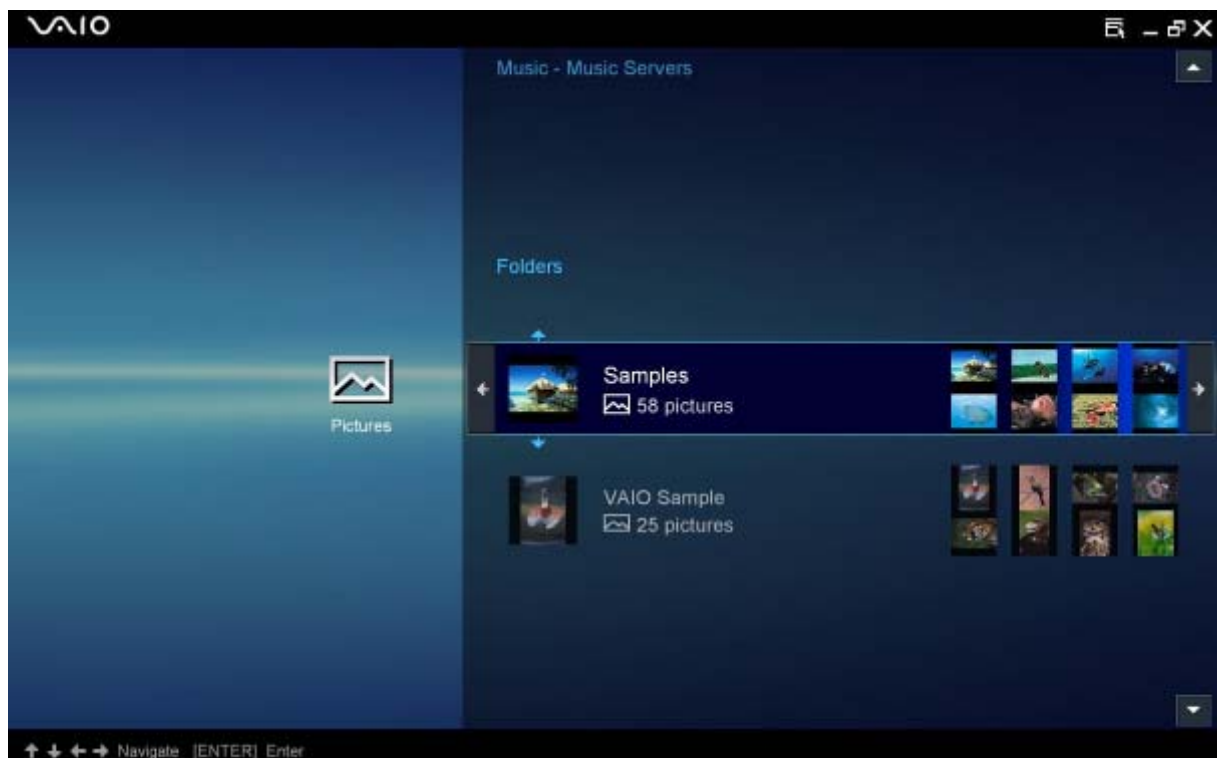 VAIO
Music - Music Servers
Folders
Samples
58 pictures
Pictures
VAIO Sample
25 pictures
Navigate [ENTER] Enter